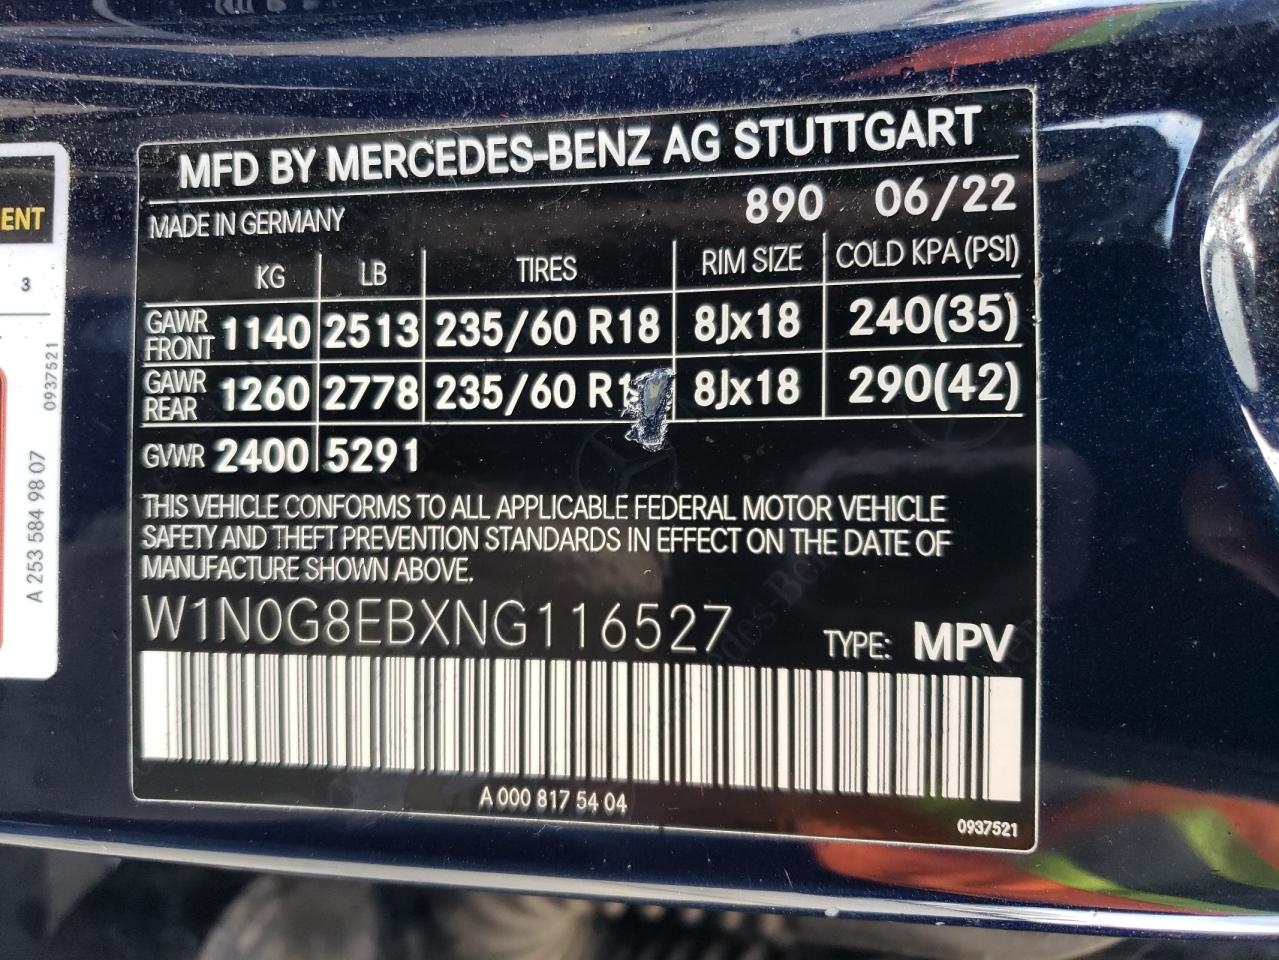 MFD BY MERCEDES-BENZ AG STUTTGART
MADE IN GERMANY 890 06/22
KG LB TIRES RIM SIZE COLD KPA (PSI)
GAWR FRONT 1140 2513 235/60 R18 8Jx18 240(35)
GAWR REAR 1260 2778 235/60 8Jx18 290(42)
GVWR 2400 5291
THIS VEHICLE CONFORMS TO ALL APPLICABLE FEDERAL MOTOR VEHICLE
SAFETY AND THEFT PREVENTION STANDARDS IN EFFECT ON THE DATE OF
MANUFACTURE SHOWN ABOVE.
W1N0G8EBXNG116527 TYPE: MPV
A 000 817 54 04
0937521
3
A 253 584 98 07 0937521